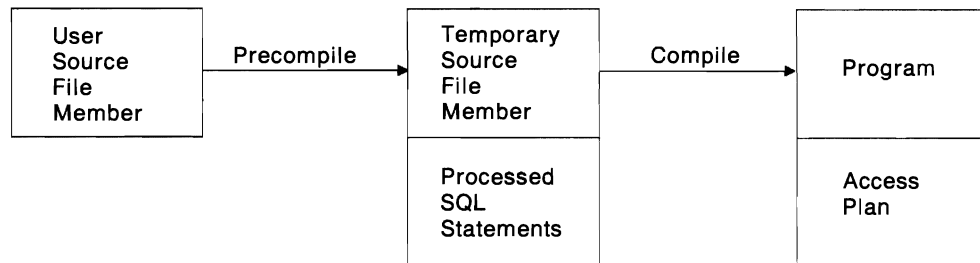 User
Source
File
Member
Precompile
Temporary
Source
File
Member
Compile
Program
Processed
SQL
Statements
Access
Plan